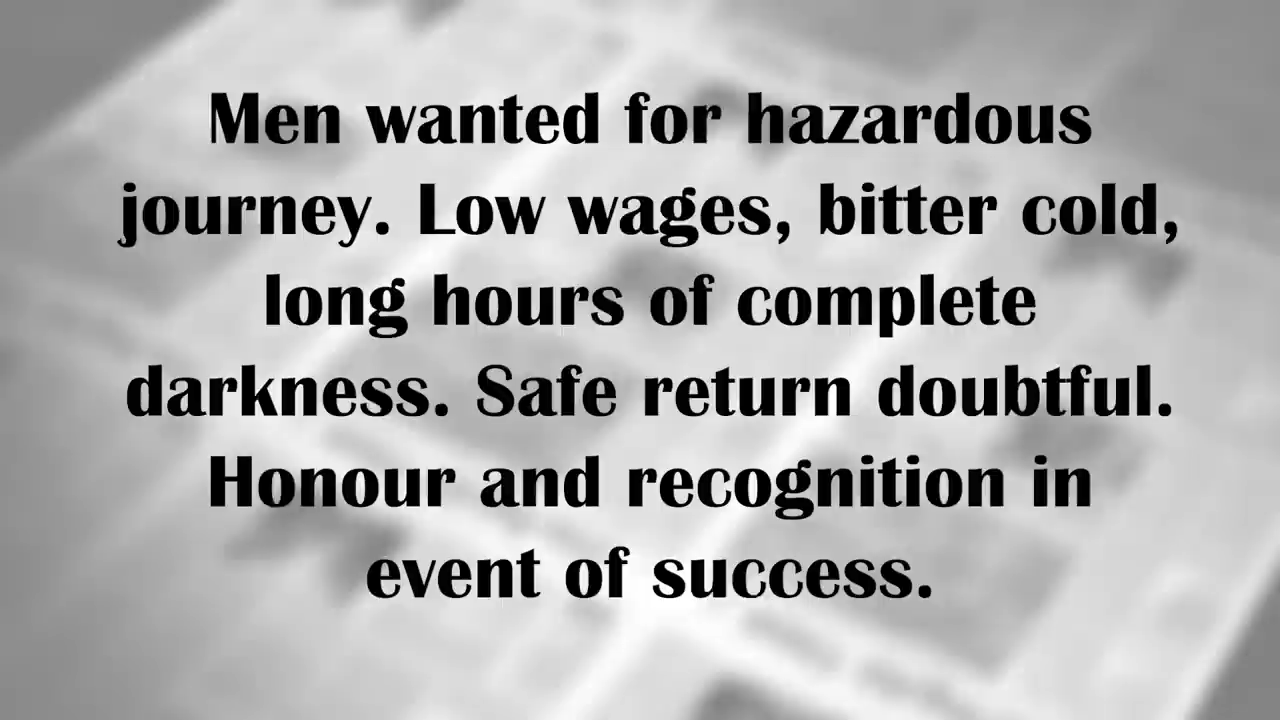 Men wanted for hazardous
journey. Low wages, bitter cold,
long hours of complete
darkness. Safe return doubtful.
Honour and recognition in
event of success.